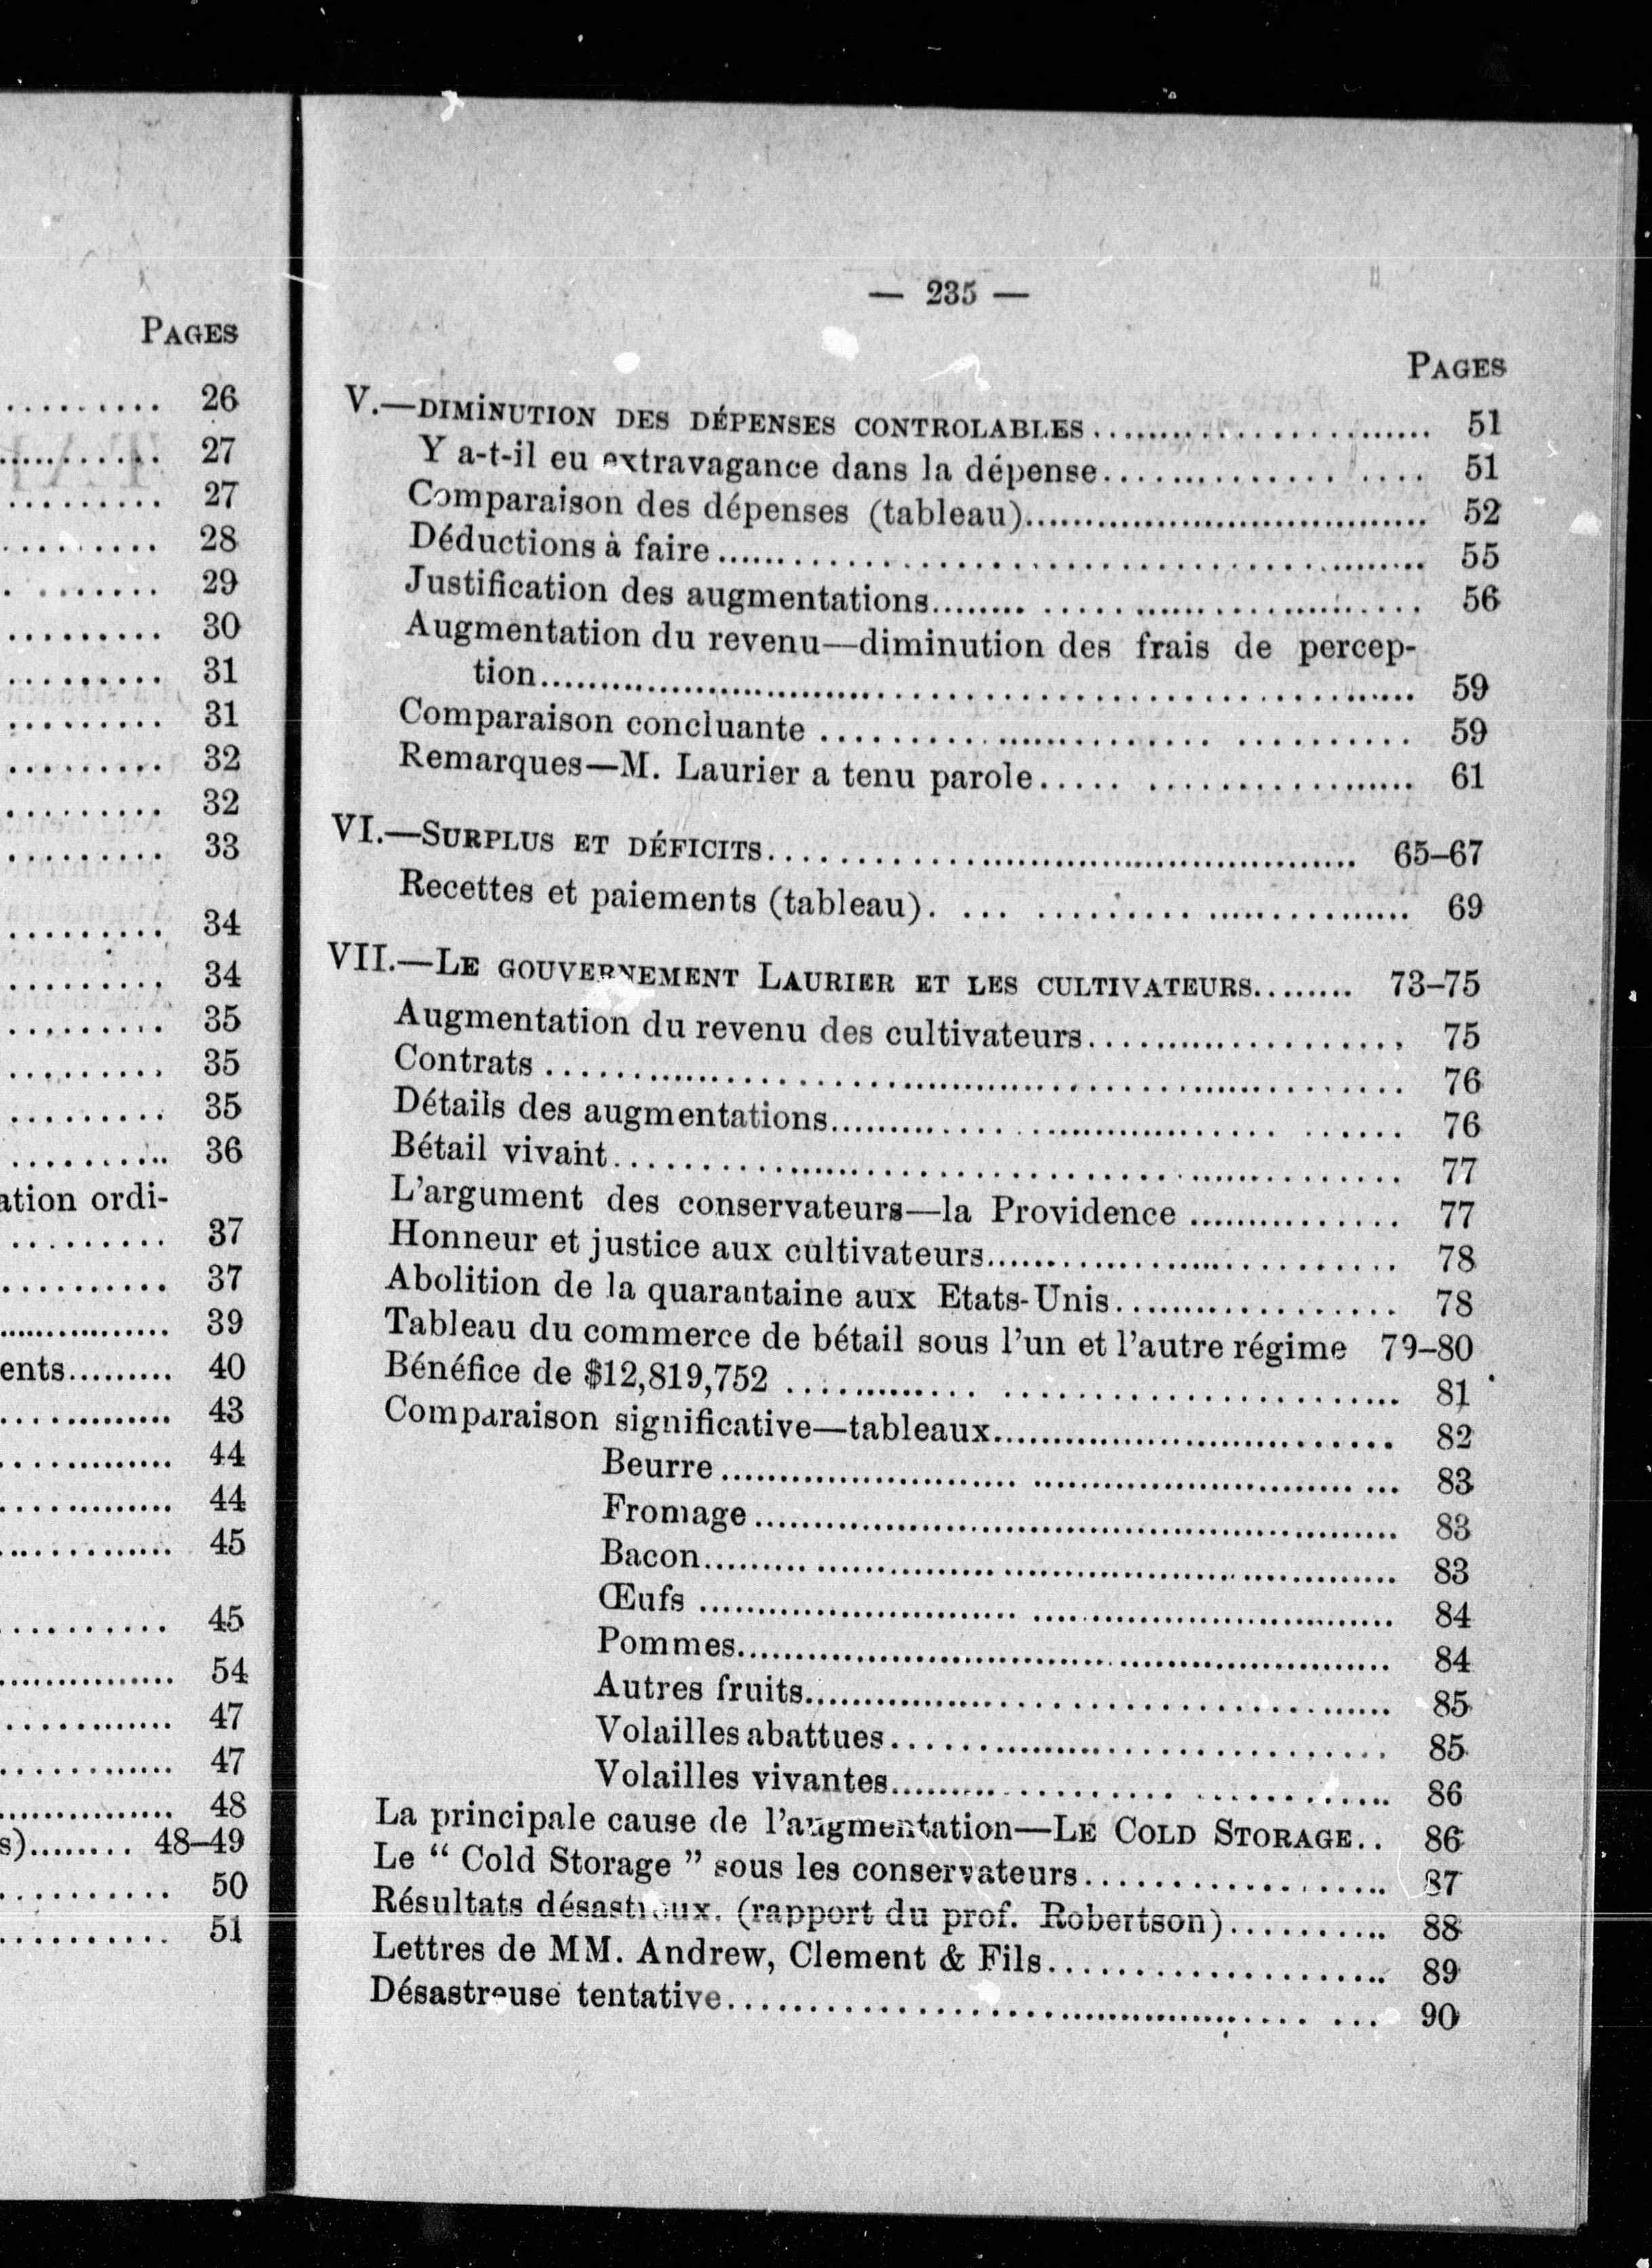 PAGES
.......... 26
.......... 27
.......... 27
.......... 28
. ....... 29
.......... 30
.......... 31
.......... 31
.......... 32
.......... 32
.......... 33
.......... 34
.......... 34
.......... 35
.......... 35
.......... 35
.......... 36
ation ordi-
.......... 37
.......... 37
.......... 39
ents......... 40
.......... 43
.......... 44
.......... 44
.......... 45
.......... 45
.......... 54
.......... 47
.......... 47
.......... 48
s)........ 48–49
.......... 50
.......... 51
— 235 —
PAGES
V.—DIMINUTION DES DÉPENSES CONTROLABLES.......... 51
Y a-t-il eu extravagance dans la dépense.......... 51
Comparaison des dépenses (tableau).......... 52
Déductions à faire.......... 55
Justification des augmentations.......... 56
Augmentation du revenu—diminution des frais de percep-
tion.......... 59
Comparaison concluante.......... 59
Remarques—M. Laurier a tenu parole.......... 61
VI.—SURPLUS ET DÉFICITS.......... 65–67
Recettes et paiements (tableau).......... 69
VII.—LE GOUVERNEMENT LAURIER ET LES CULTIVATEURS........ 73–75
Augmentation du revenu des cultivateurs.......... 75
Contrats.......... 76
Détails des augmentations.......... 76
Bétail vivant.......... 77
L'argument des conservateurs—la Providence.......... 77
Honneur et justice aux cultivateurs.......... 78
Abolition de la quarantaine aux Etats-Unis.......... 78
Tableau du commerce de bétail sous l'un et l'autre régime 79–80
Bénéfice de $12,819,752.......... 81
Comparaison significative—tableaux.......... 82
Beurre.......... 83
Fromage.......... 83
Bacon.......... 83
Œufs.......... 84
Pommes.......... 84
Autres fruits.......... 85
Volailles abattues.......... 85
Volailles vivantes.......... 86
La principale cause de l'augmentation—LE COLD STORAGE.. 86
Le “ Cold Storage ” sous les conservateurs.......... 87
Résultats désastreux. (rapport du prof. Robertson).......... 88
Lettres de MM. Andrew, Clement & Fils.......... 89
Désastreuse tentative.......... 90